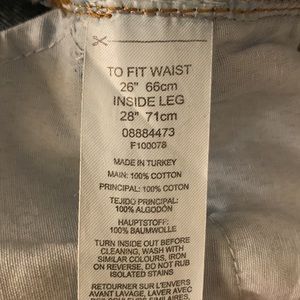 TO FIT WAIST
26" 66cm
INSIDE LEG
28" 71cm
08884473
F100078
MADE IN TURKEY
MAIN: 100% COTTON
PRINCIPAL: 100% COTON
TEJIDO PRINCIPAL:
100% ALGODÓN
HAUPTSTOFF:
100% BAUMWOLLE
TURN INSIDE OUT BEFORE
CLEANING, WASH WITH
SIMILAR COLOURS, IRON
ON REVERSE, DO NOT RUB
ISOLATED STAINS
RETOURNER SUR L'ENVERS
AVANT LAVAGE, LAVER AVEC
SIMILAIRES,